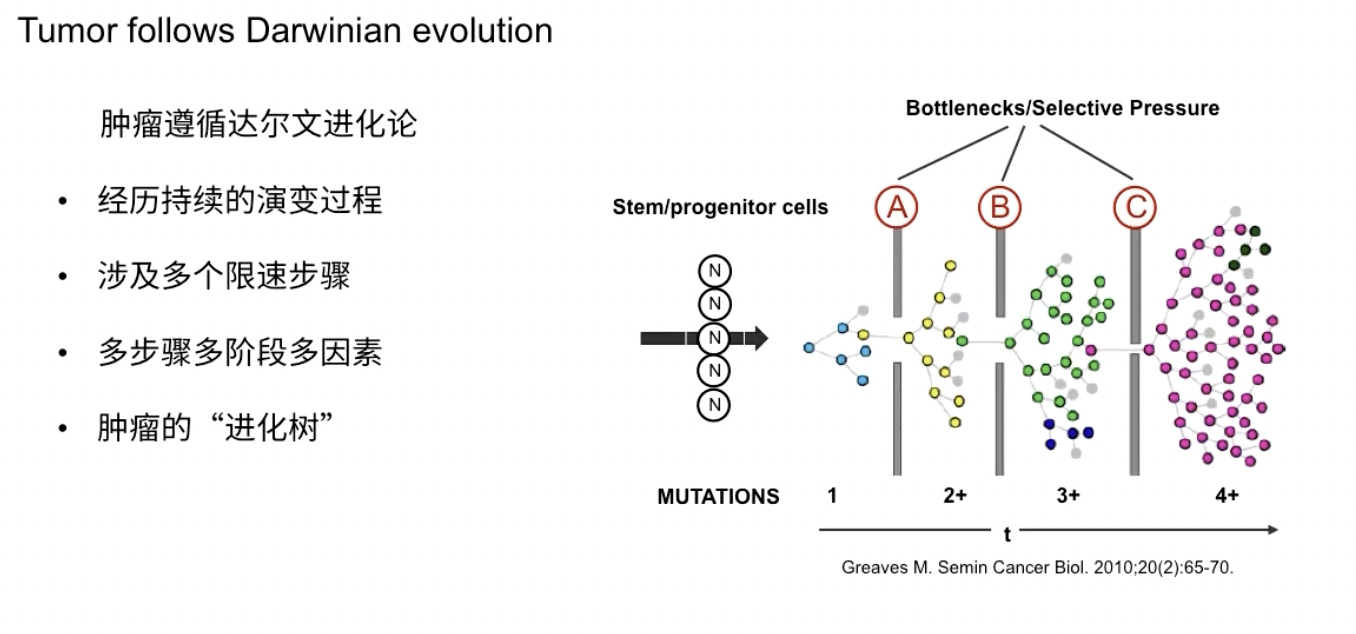 Tumor follows Darwinian evolution
肿瘤遵循达尔文进化论
• 经历持续的演变过程
• 涉及多个限速步骤
• 多步骤多阶段多因素
• 肿瘤的“进化树”
Bottlenecks/Selective Pressure
A B C
Stem/progenitor cells
N
N
N
N
N
MUTATIONS 1 2+ 3+ 4+
t
Greaves M. Semin Cancer Biol. 2010;20(2):65-70.